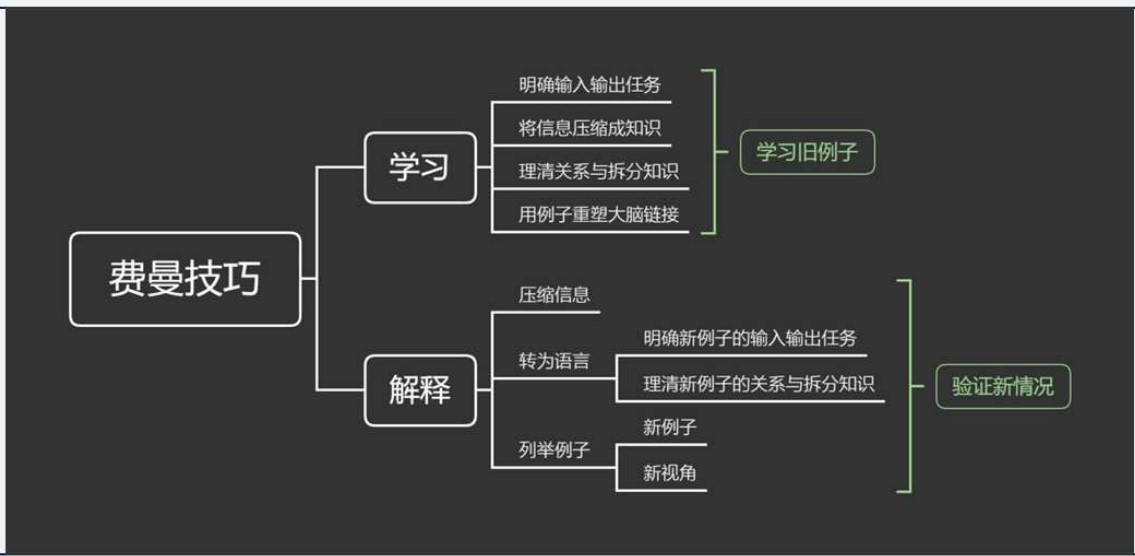 费曼技巧
学习
明确输入输出任务
将信息压缩成知识
理清关系与拆分知识
用例子重塑大脑链接
学习旧例子
解释
压缩信息
转为语言
明确新例子的输入输出任务
理清新例子的关系与拆分知识
列举例子
新例子
新视角
验证新情况